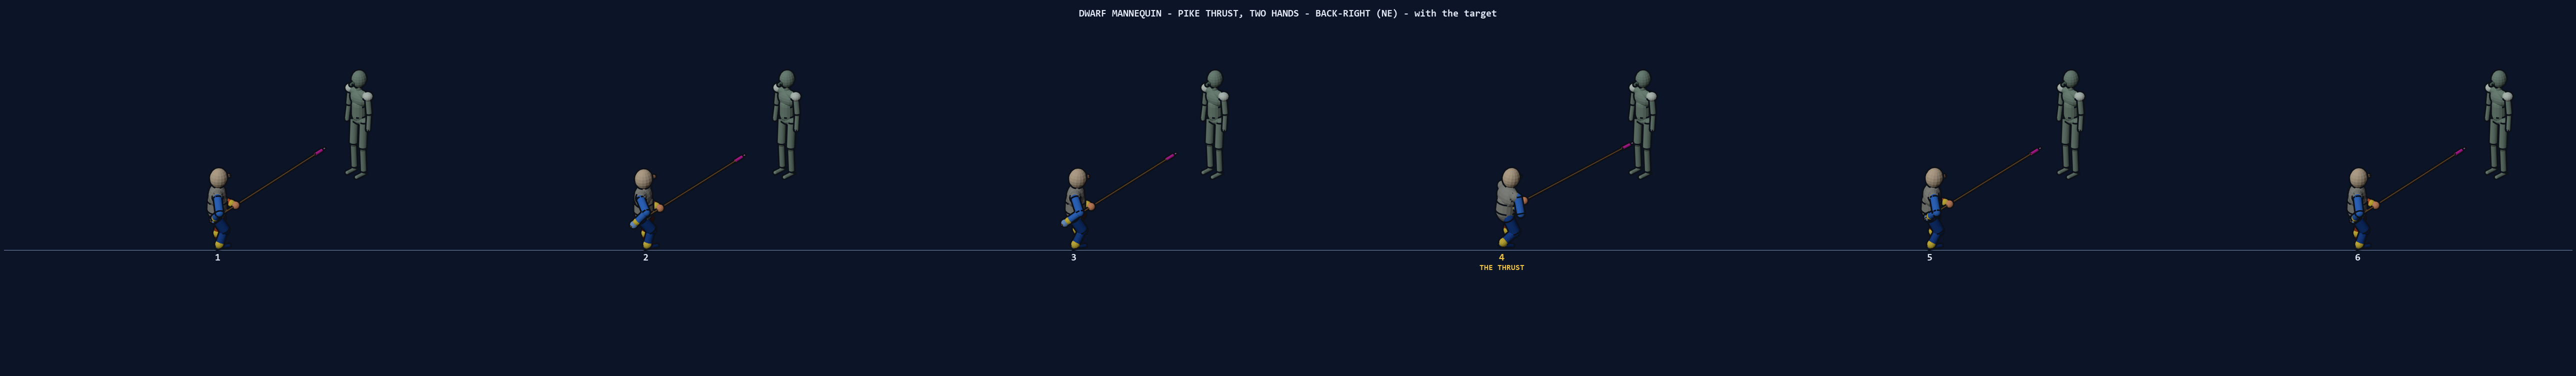 DWARF MANNEQUIN - PIKE THRUST, TWO HANDS - BACK-RIGHT (NE) - with the target
1 2 3 4 5 6
THE THRUST